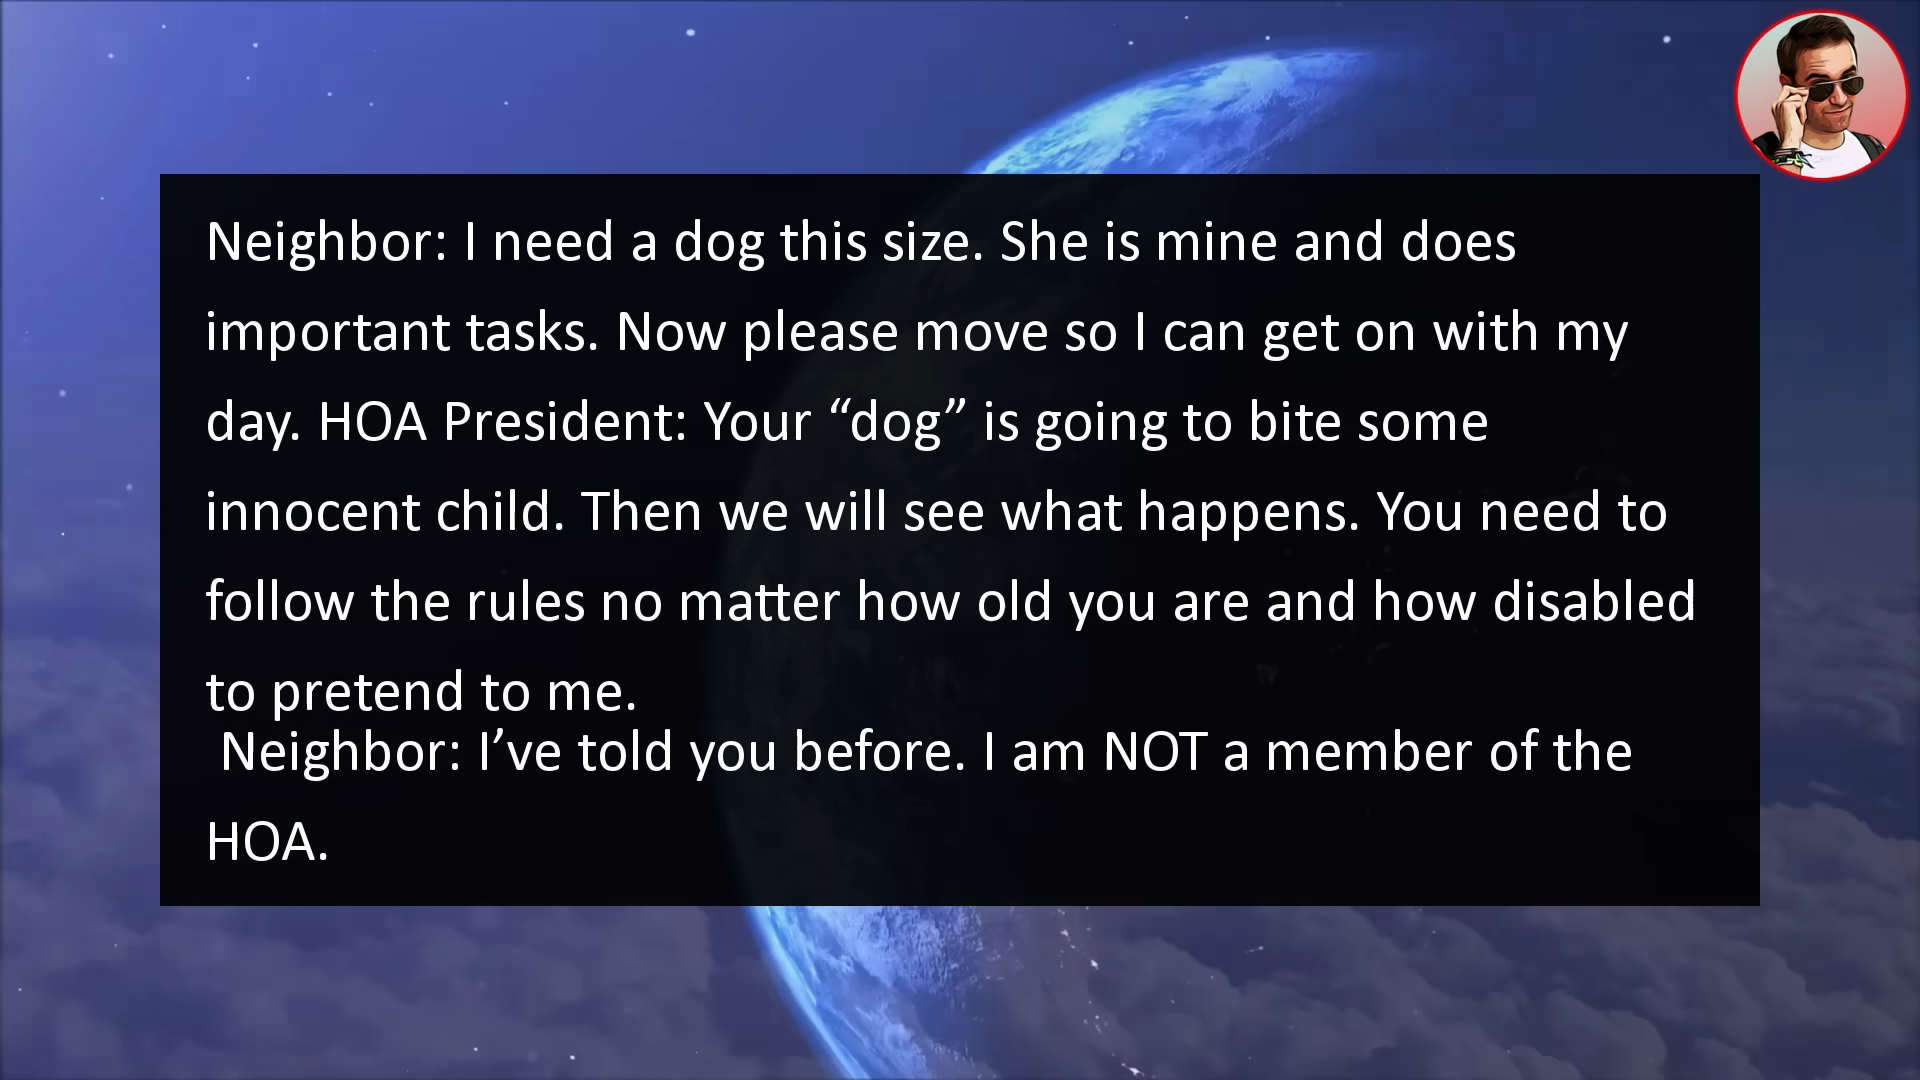 Neighbor: I need a dog this size. She is mine and does
important tasks. Now please move so I can get on with my
day. HOA President: Your “dog” is going to bite some
innocent child. Then we will see what happens. You need to
follow the rules no matter how old you are and how disabled
to pretend to me.
Neighbor: I’ve told you before. I am NOT a member of the
HOA.